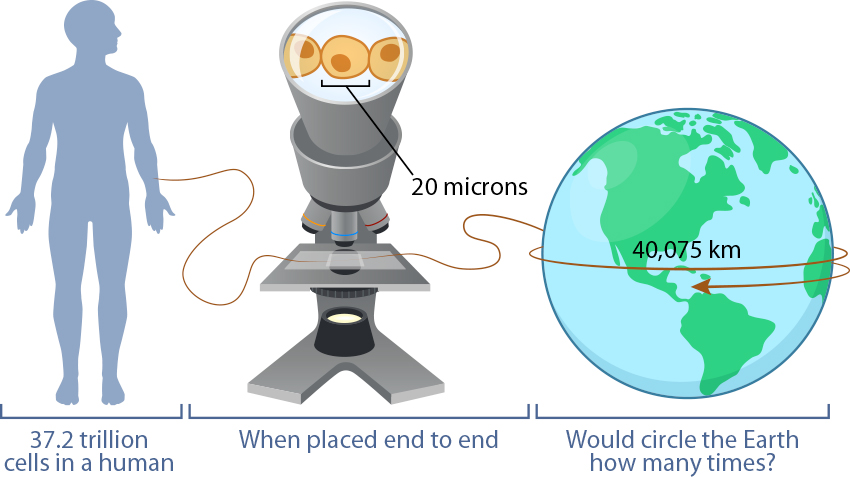 20 microns
40,075 km
37.2 trillion
cells in a human
When placed end to end
Would circle the Earth
how many times?